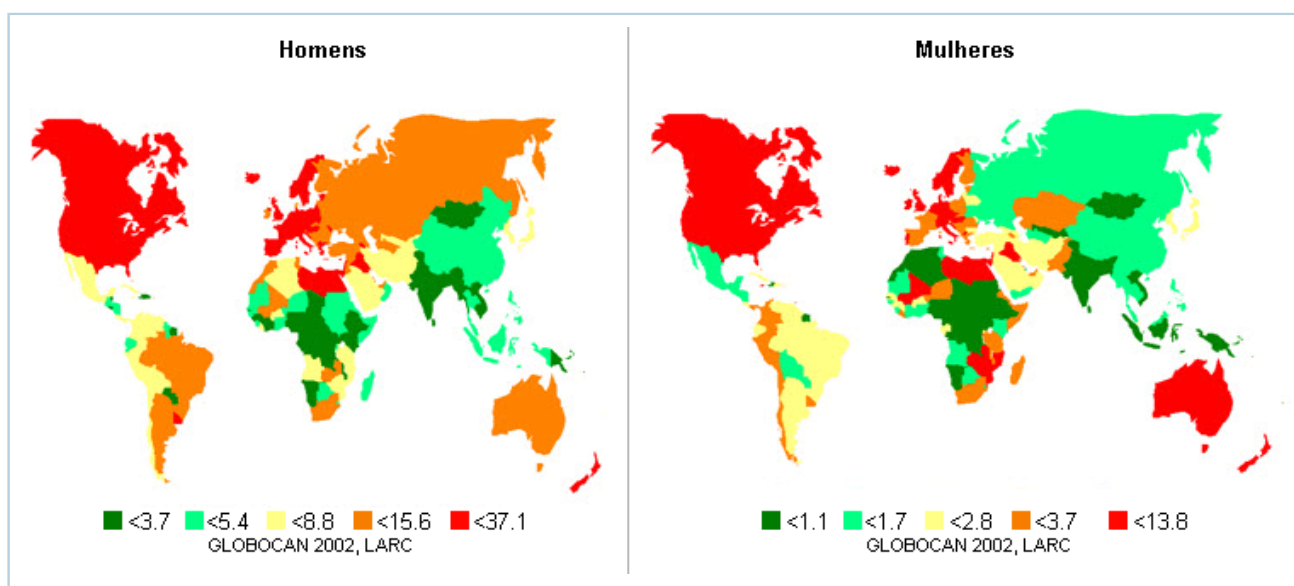 Homens
Mulheres
<3.7 <5.4 <8.8 <15.6 <37.1
GLOBOCAN 2002, LARC
<1.1 <1.7 <2.8 <3.7 <13.8
GLOBOCAN 2002, LARC